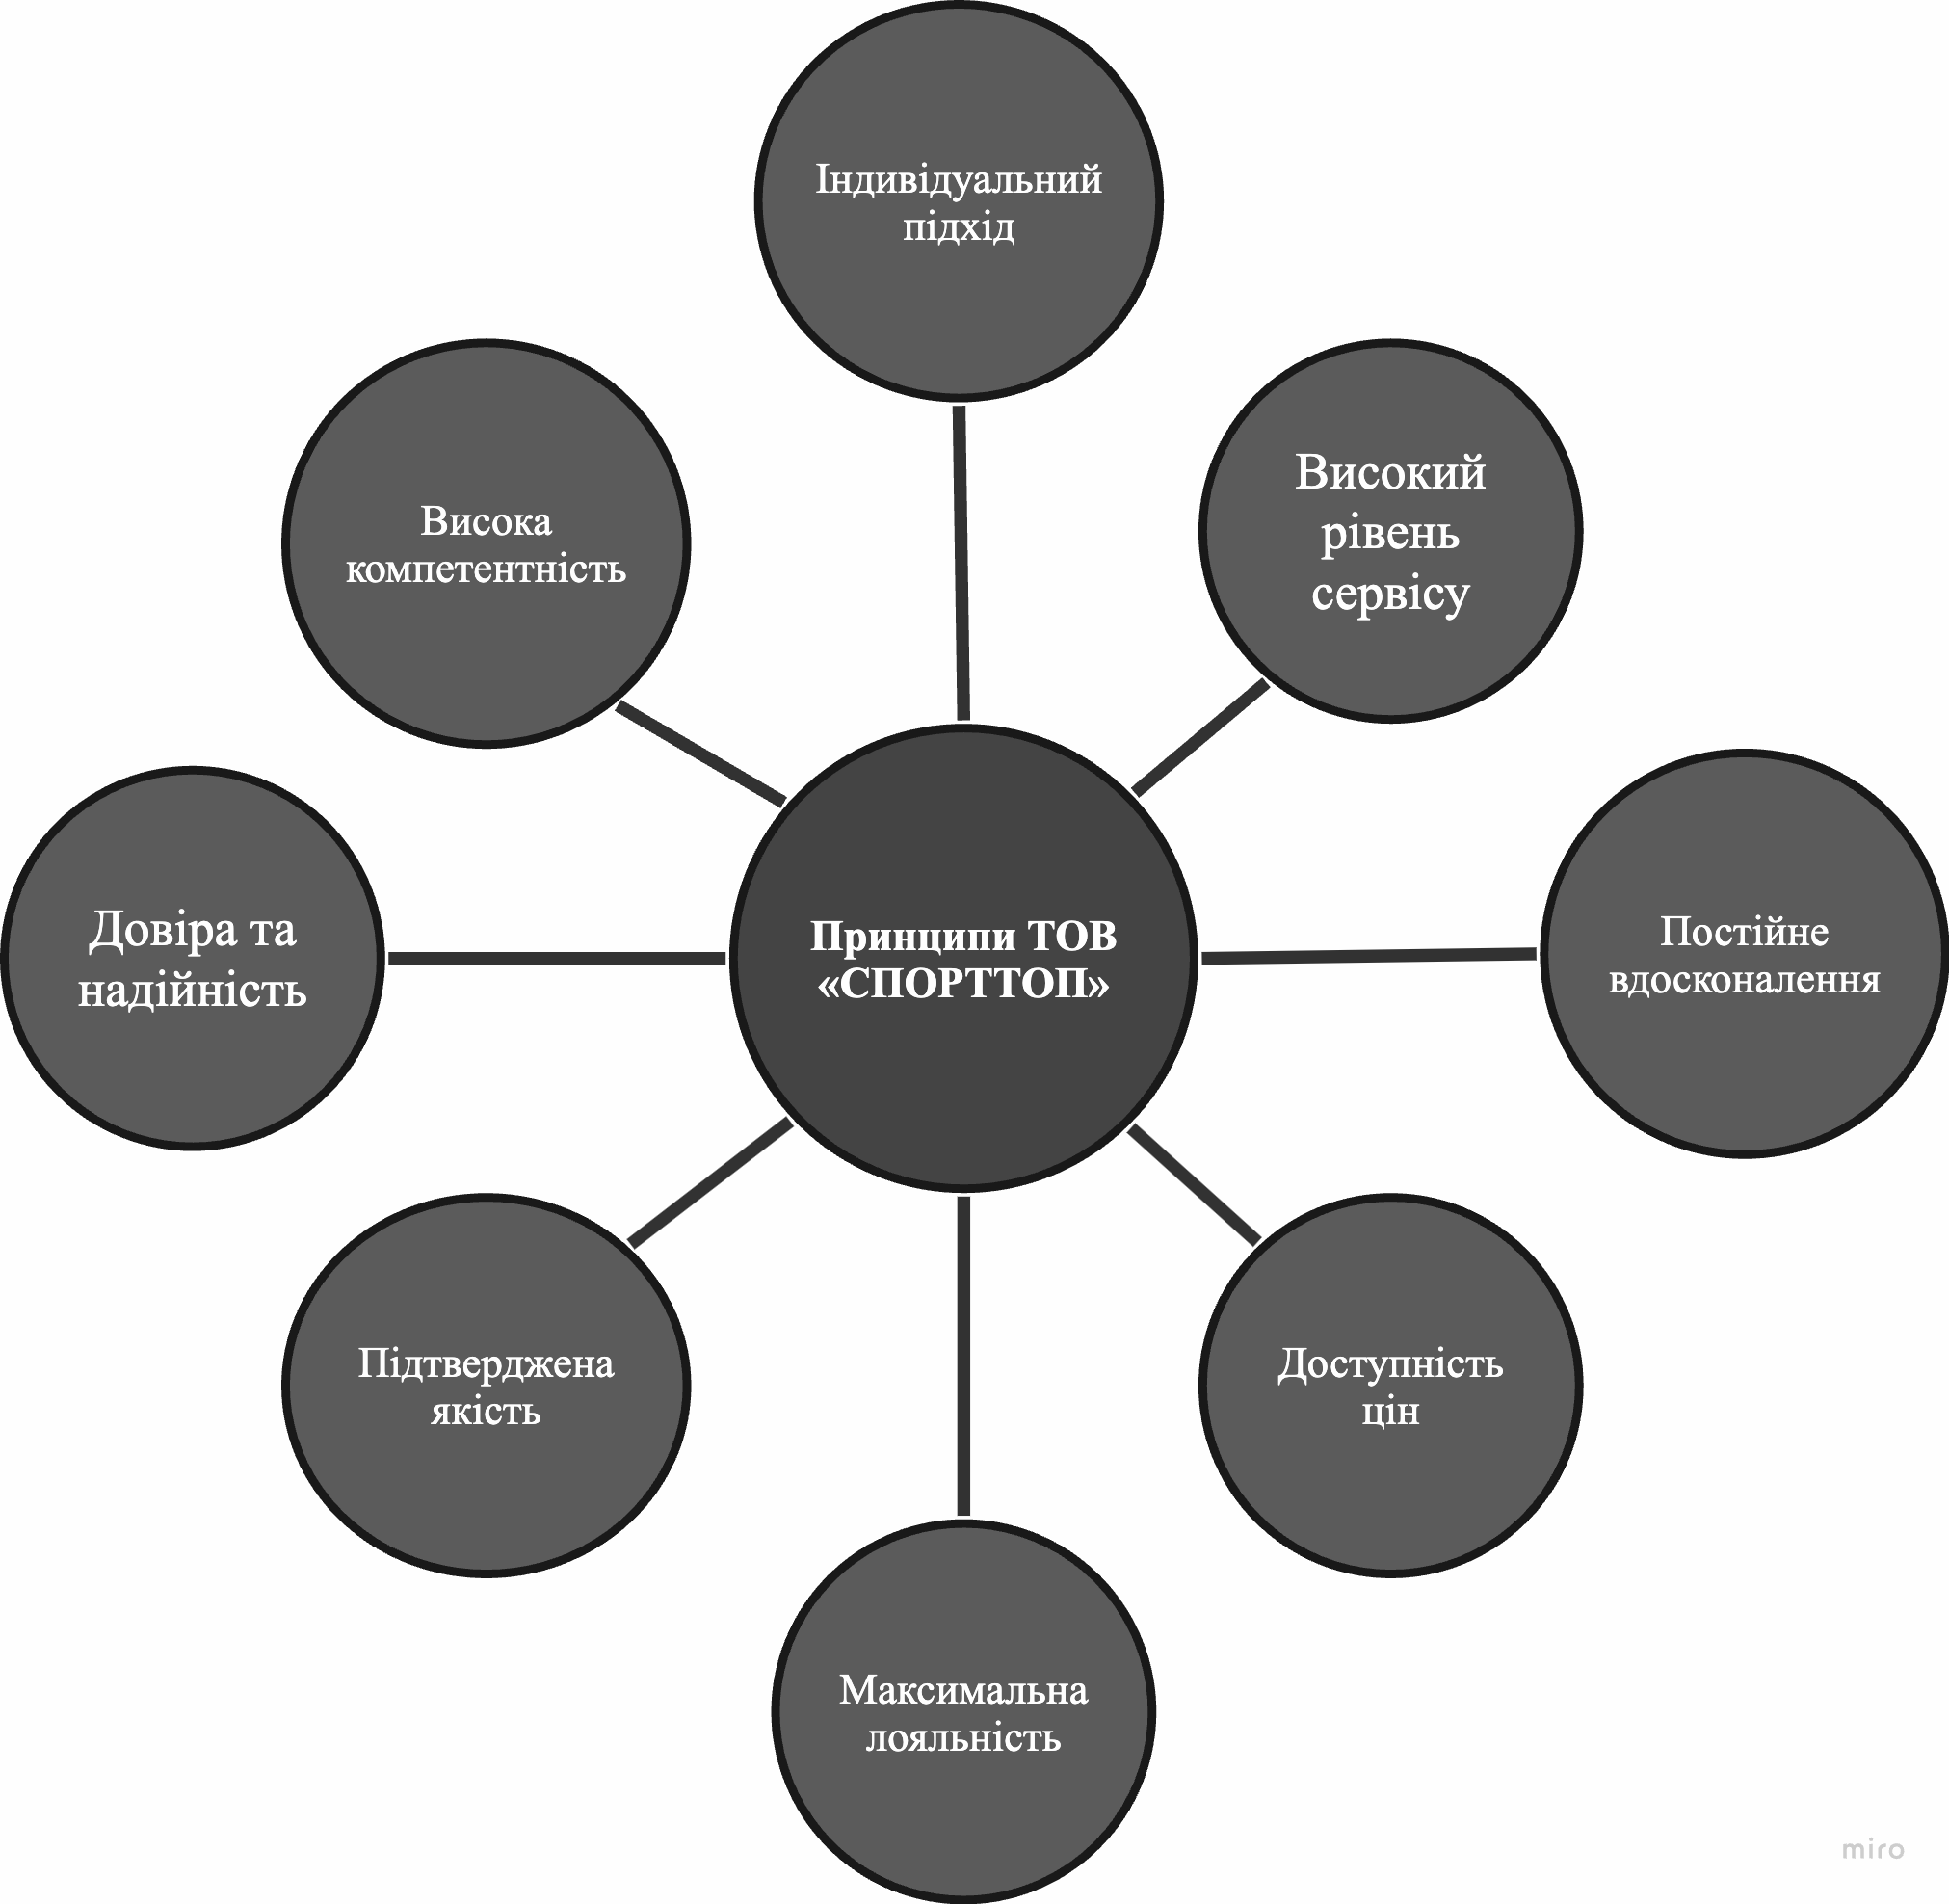 Індивідуальний
підхід
Високий
рівень
сервісу
Висока
компетентність
Довіра та
надійність
Принципи ТОВ
«СПОРТТОП»
Постійне
вдосконалення
Підтверджена
якість
Доступність
цін
Максимальна
лояльність
miro